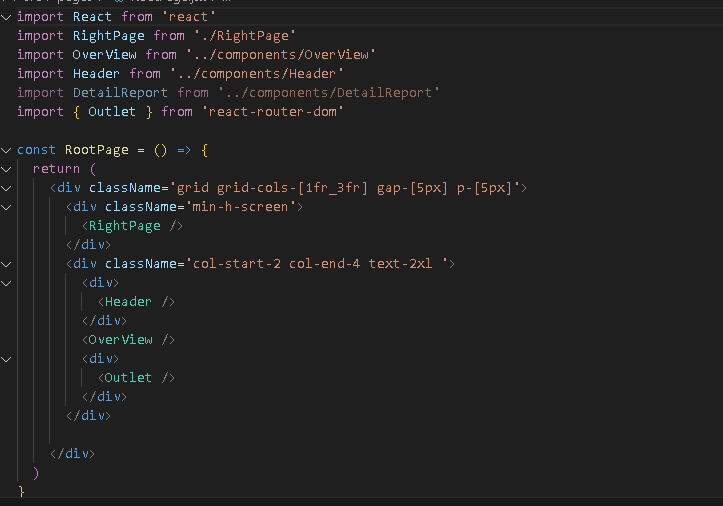 import React from 'react'
import RightPage from './RightPage'
import OverView from '../components/OverView'
import Header from '../components/Header'
import DetailReport from '../components/DetailReport'
import { Outlet } from 'react-router-dom'
const RootPage = () => {
return (
<div className="grid grid-cols-[1fr_3fr] gap-[5px] p-[5px]">
<div className="min-h-screen">
<RightPage />
</div>
<div className="col-start-2 col-end-4 text-2xl ">
<div>
<Header />
</div>
<OverView />
<div>
<Outlet />
</div>
</div>
</div>
)
}